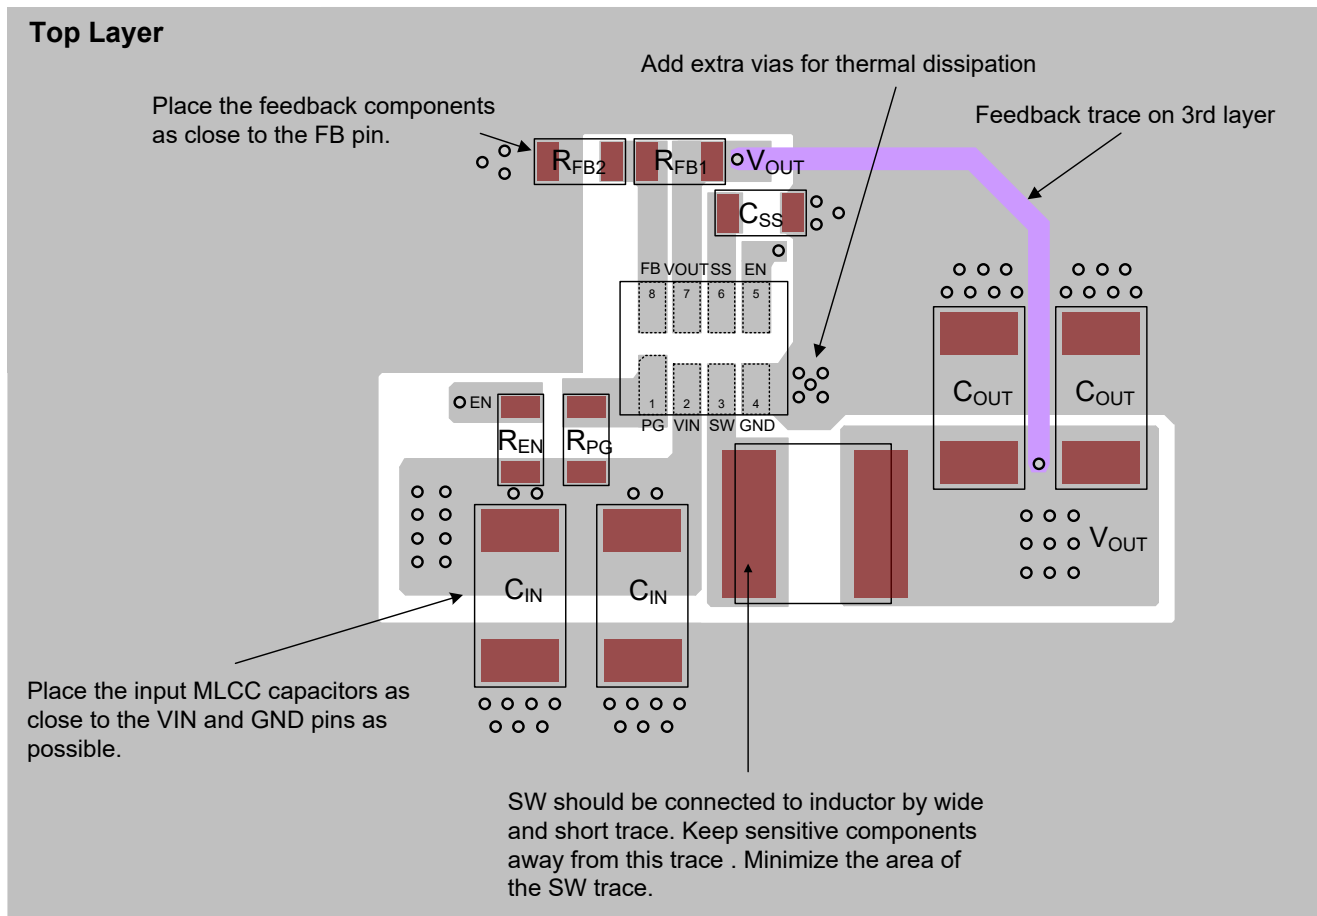 Top Layer
Add extra vias for thermal dissipation
Place the feedback components
as close to the FB pin.
Feedback trace on 3rd layer
RFB2
RFB1
VOUT
CSS
FB VOUT SS EN
8 7 6 5
1 2 3 4
PG VIN SW GND
EN
REN
RPG
COUT
COUT
VOUT
CIN
CIN
Place the input MLCC capacitors as
close to the VIN and GND pins as
possible.
SW should be connected to inductor by wide
and short trace. Keep sensitive components
away from this trace . Minimize the area of
the SW trace.